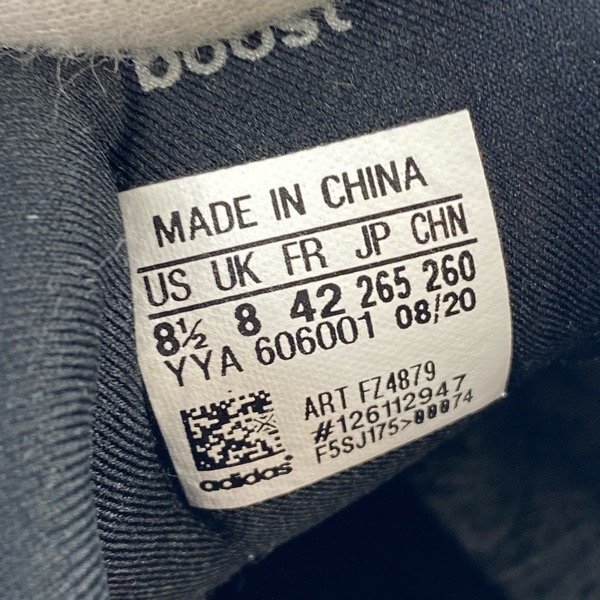 boost
MADE IN CHINA
US UK FR JP CHN
8½ 8 42 265 260
YYA 606001 08/20
ART FZ4879
#126112947
F5SJ175>00074
adidas